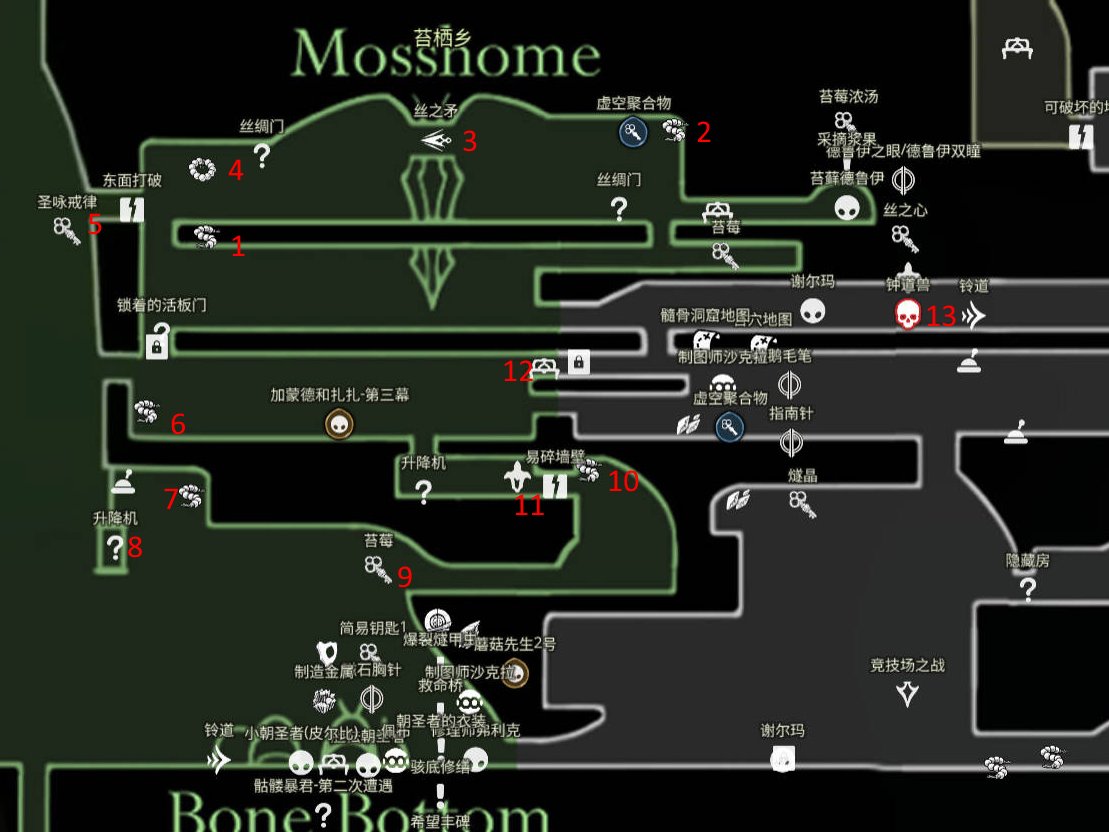 苔栖乡
Mosshome
丝之矛
虚空聚合物
苔莓浓汤
可破坏的
2
丝绸门
3
采摘浆果
德鲁伊之眼/德鲁伊双瞳
4
东面打破
丝绸门
苔藓德鲁伊
圣咏戒律
5
丝之心
1
苔莓
谢尔玛
钟道兽
铃道
锁着的活板门
髓骨洞窟地图
穴地图
13
制图师沙克拉
鹅毛笔
12
加蒙德和扎扎-第三幕
虚空聚合物
指南针
6
升降机
易碎墙壁
10
燧晶
7
11
升降机
8
苔莓
9
隐藏房
简易钥匙1
爆裂燧甲虫
蘑菇先生2号
制造金属
石胸针
制图师沙克拉
救命桥
竞技场之战
朝圣者的衣装
铃道
小朝圣者(皮尔比)
修理师弗利克
谢尔玛
骸底修缮
骷髅暴君-第二次遭遇
Bone Bottom
希望丰碑